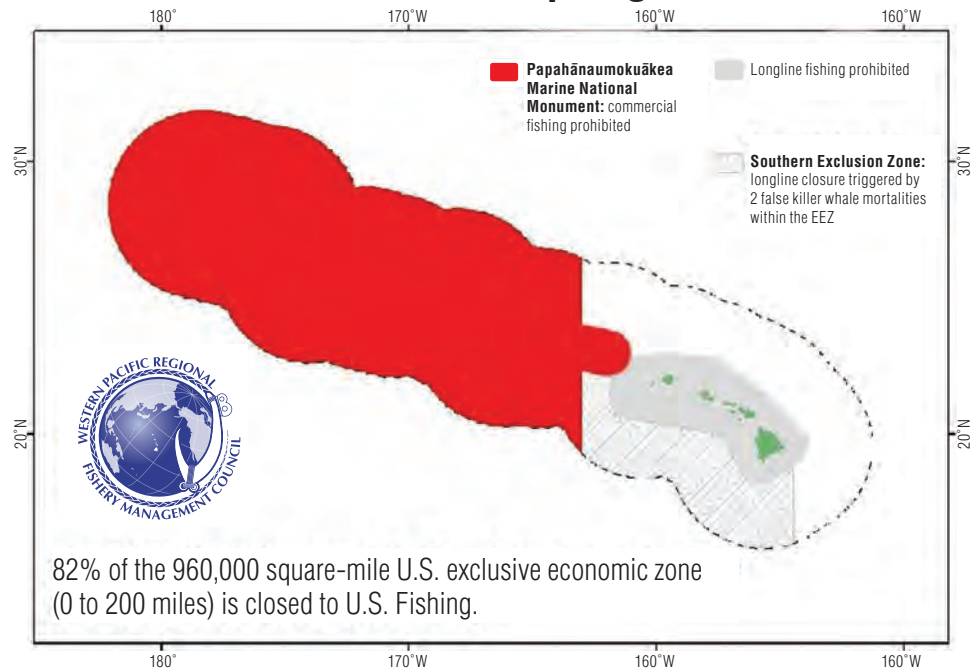 180°
170°W
160°W
160°W
30°N
30°N
Papahānaumokuākea
Marine National
Monument: commercial
fishing prohibited
Longline fishing prohibited
Southern Exclusion Zone:
longline closure triggered by
2 false killer whale mortalities
within the EEZ
20°N
20°N
WESTERN PACIFIC REGIONAL
FISHERY MANAGEMENT COUNCIL
82% of the 960,000 square-mile U.S. exclusive economic zone
(0 to 200 miles) is closed to U.S. Fishing.
180°
170°W
160°W
160°W